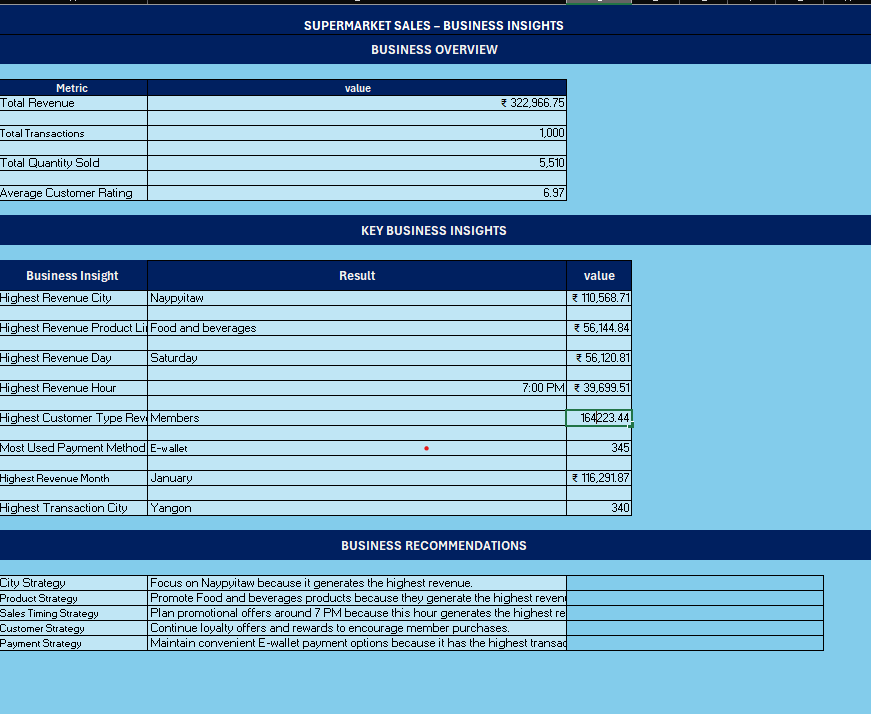 SUPERMARKET SALES – BUSINESS INSIGHTS
BUSINESS OVERVIEW
Metric value
Total Revenue ₹ 322,966.75
Total Transactions 1,000
Total Quantity Sold 5,510
Average Customer Rating 6.97
KEY BUSINESS INSIGHTS
Business Insight Result value
Highest Revenue City Naypyitaw ₹ 110,568.71
Highest Revenue Product Li Food and beverages ₹ 56,144.84
Highest Revenue Day Saturday ₹ 56,120.81
Highest Revenue Hour 7:00 PM ₹ 39,699.51
Highest Customer Type Rev Members 164223.44
Most Used Payment Method E-wallet 345
Highest Revenue Month January ₹ 116,291.87
Highest Transaction City Yangon 340
BUSINESS RECOMMENDATIONS
City Strategy Focus on Naypyitaw because it generates the highest revenue.
Product Strategy Promote Food and beverages products because they generate the highest reven
Sales Timing Strategy Plan promotional offers around 7 PM because this hour generates the highest re
Customer Strategy Continue loyalty offers and rewards to encourage member purchases.
Payment Strategy Maintain convenient E-wallet payment options because it has the highest transac